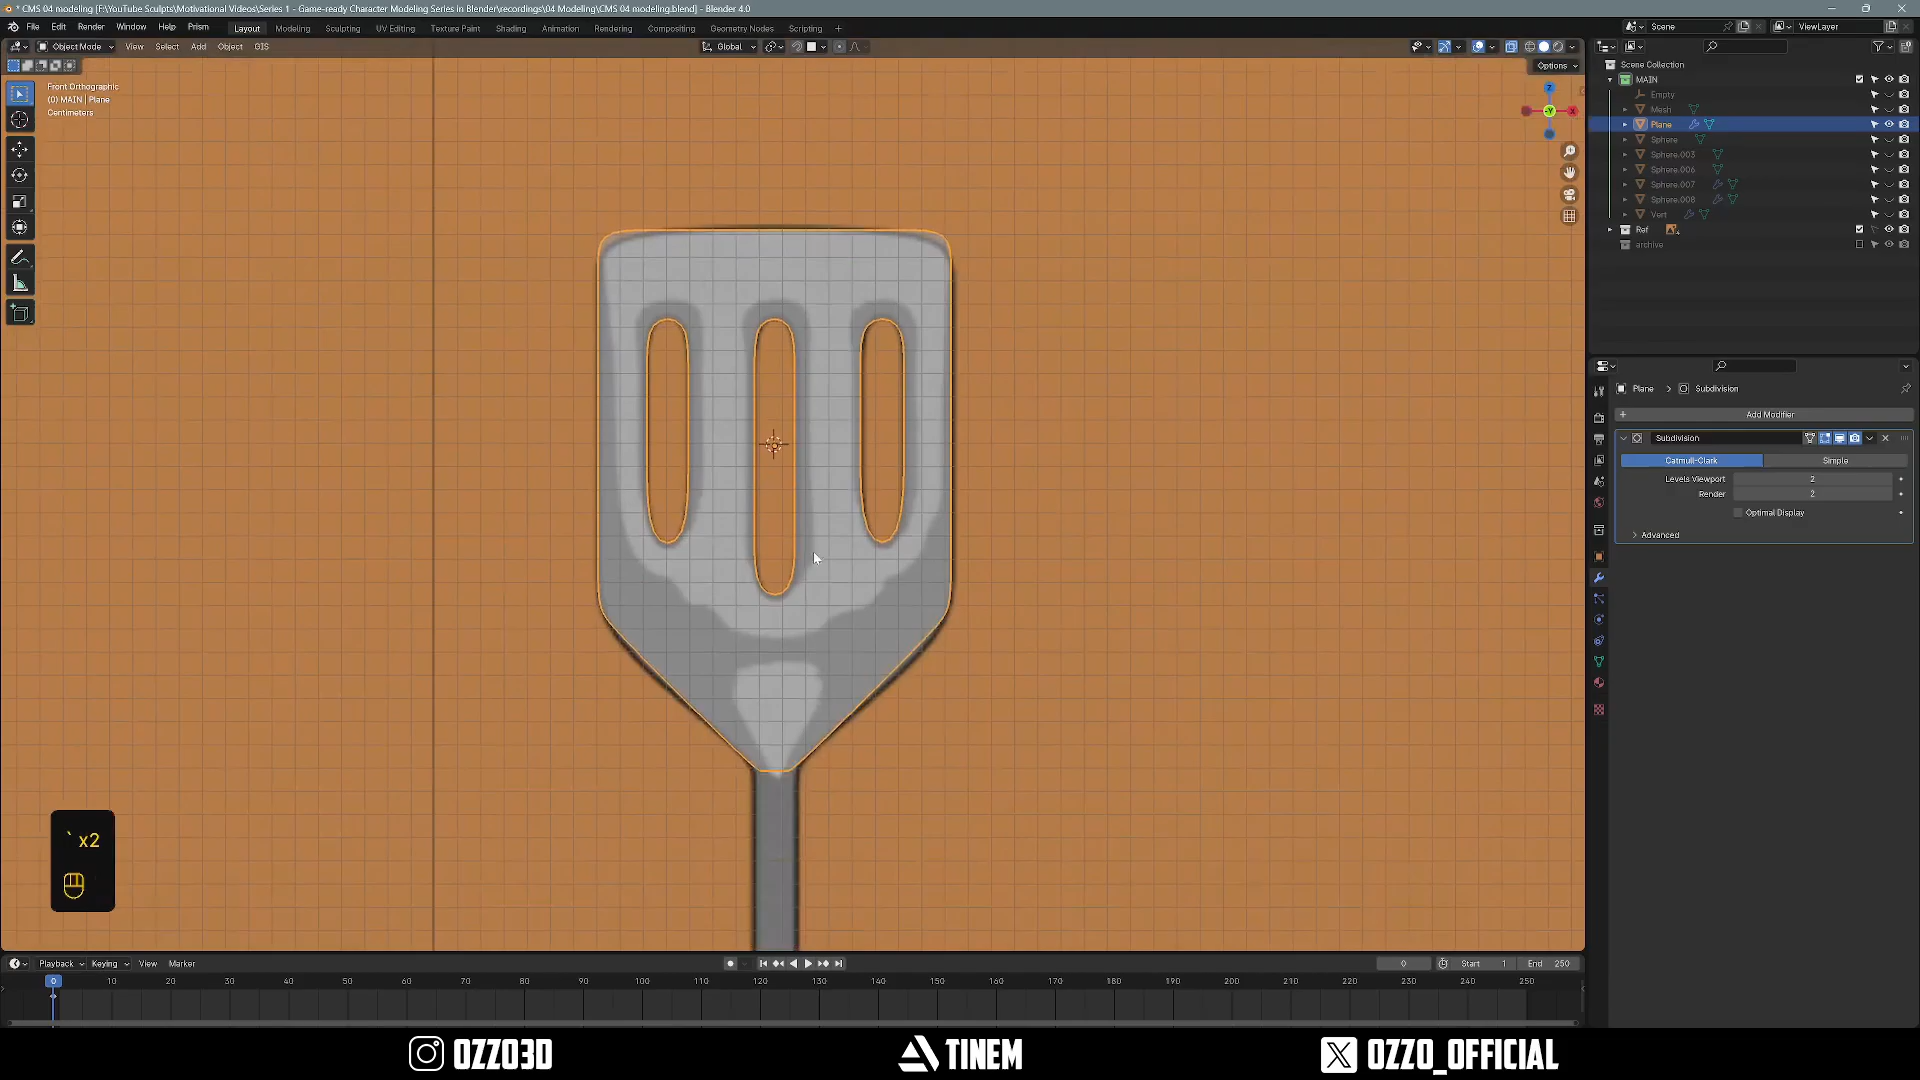 * CMS 04 modeling [F:\YouTube Sculpts\Motivational Videos\Series 1 - Game-ready Character Modeling Series in Blender\recordings\04 Modeling\CMS 04 modeling.blend] - Blender 4.0
File Edit Render Window Help Prism Layout Modeling Sculpting UV Editing Texture Paint Shading Animation Rendering Compositing Geometry Nodes Scripting + Scene ViewLayer
Object Mode View Select Add Object GIS Global
Options
Front Orthographic
(0) MAIN | Plane
Centimeters
Z
X
-Y
Scene Collection
MAIN
Empty
Mesh
Plane
Sphere
Sphere.003
Sphere.006
Sphere.007
Sphere.008
Vert
Ref
archive
Plane > Subdivision
+ Add Modifier
Subdivision
Catmull-Clark Simple
Levels Viewport 2
Render 2
Optimal Display
Advanced
` x2
Playback Keying View Marker 0 Start 1 End 250
0 10 20 30 40 50 60 70 80 90 100 110 120 130 140 150 160 170 180 190 200 210 220 230 240 250
OZZO3D TINEM OZZO_OFFICIAL